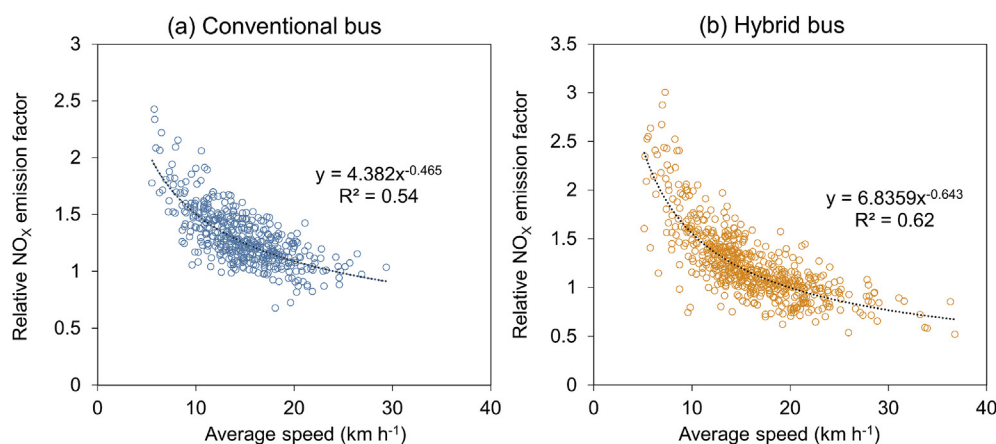 (a) Conventional bus
3
2.5
2
1.5
1
0.5
0
0 10 20 30 40
Relative NOX emission factor
Average speed (km h-1)
y = 4.382x-0.465
R² = 0.54
(b) Hybrid bus
3.5
3
2.5
2
1.5
1
0.5
0
0 10 20 30 40
Relative NOX emission factor
Average speed (km h-1)
y = 6.8359x-0.643
R² = 0.62